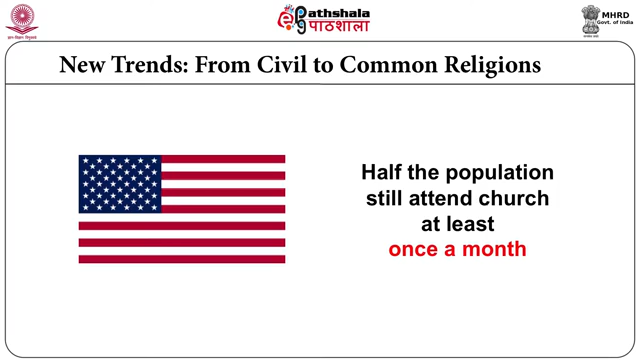 ePathshala
पाठशाला
MHRD
Govt. of India
New Trends: From Civil to Common Religions
Half the population
still attend church
at least
once a month